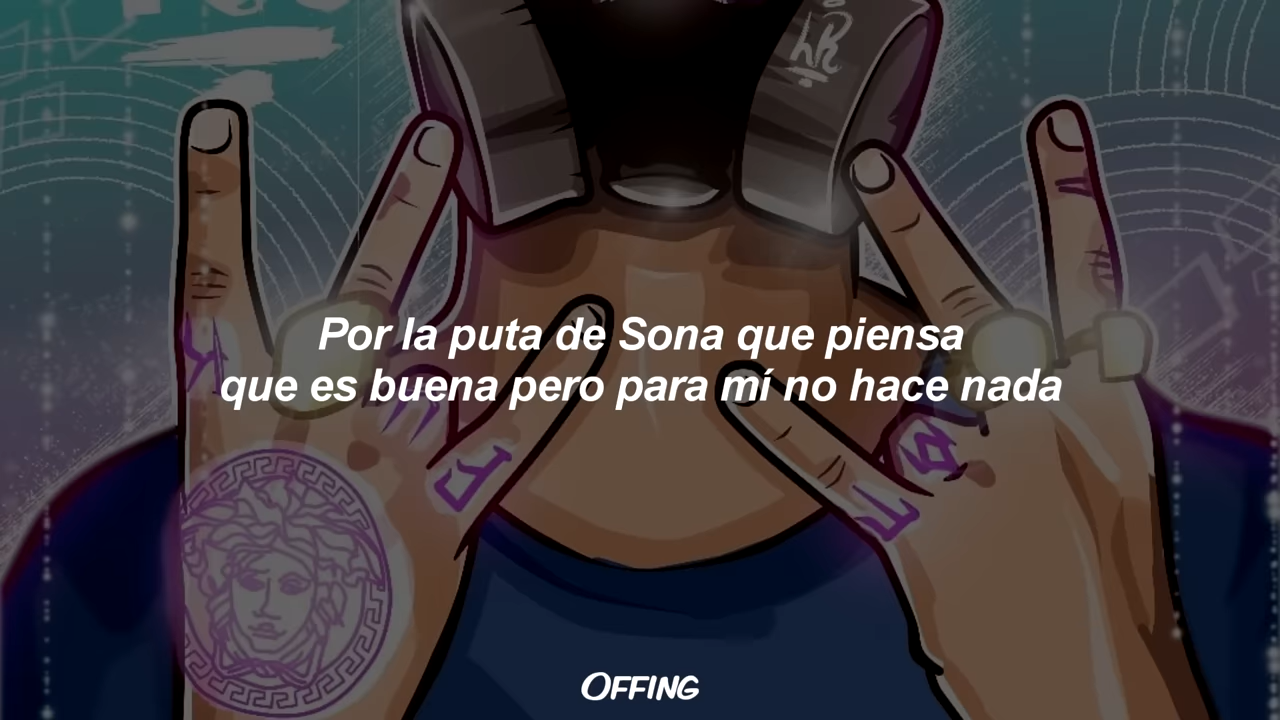 Por la puta de Sona que piensa
que es buena pero para mí no hace nada
OFFING